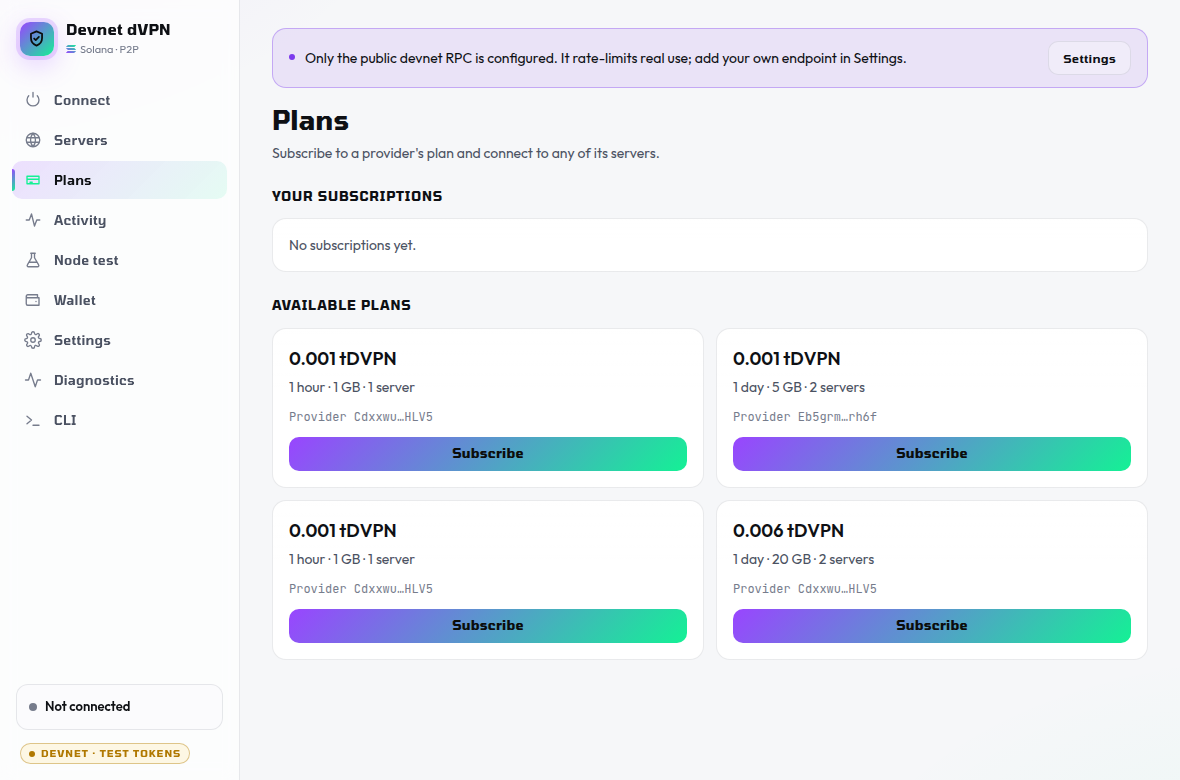 Devnet dVPN
Solana · P2P
Connect
Servers
Plans
Activity
Node test
Wallet
Settings
Diagnostics
CLI
Not connected
DEVNET · TEST TOKENS
Only the public devnet RPC is configured. It rate-limits real use; add your own endpoint in Settings.
Settings
Plans
Subscribe to a provider's plan and connect to any of its servers.
YOUR SUBSCRIPTIONS
No subscriptions yet.
AVAILABLE PLANS
0.001 tDVPN
1 hour · 1 GB · 1 server
Provider Cdxxwu…HLV5
Subscribe
0.001 tDVPN
1 day · 5 GB · 2 servers
Provider Eb5grm…rh6f
Subscribe
0.001 tDVPN
1 hour · 1 GB · 1 server
Provider Cdxxwu…HLV5
Subscribe
0.006 tDVPN
1 day · 20 GB · 2 servers
Provider Cdxxwu…HLV5
Subscribe